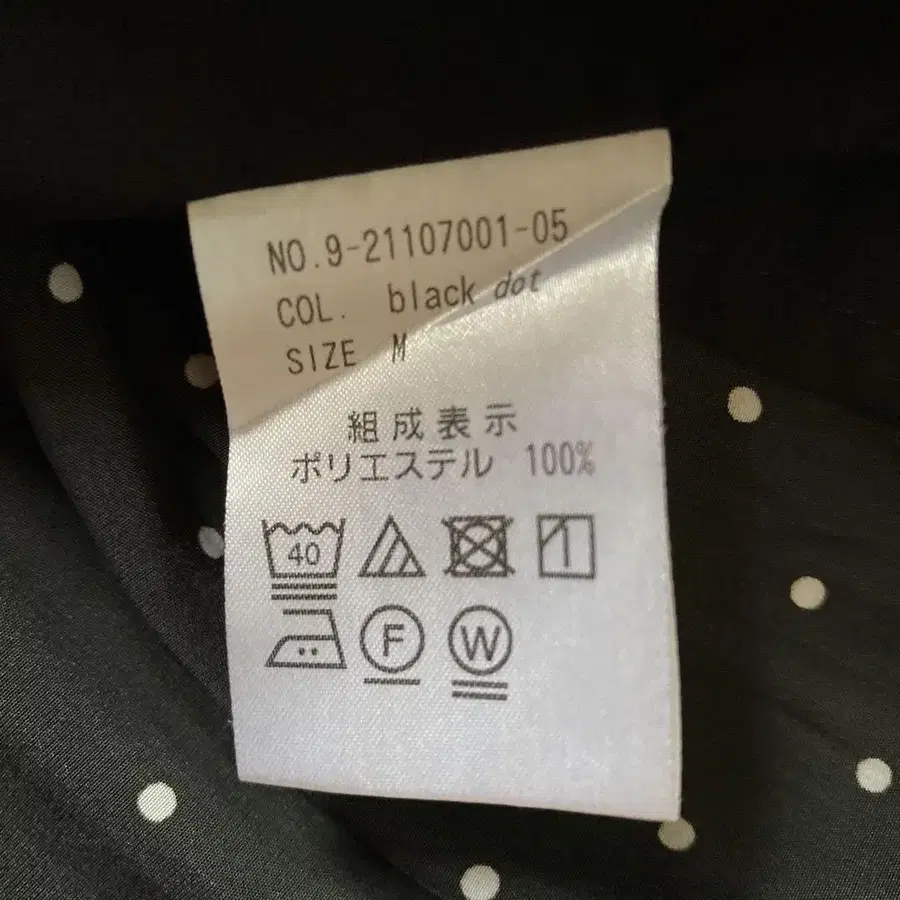 NO.9-21107001-05
COL. black dot
SIZE M
組成表示
ポリエステル 100%
40
F W